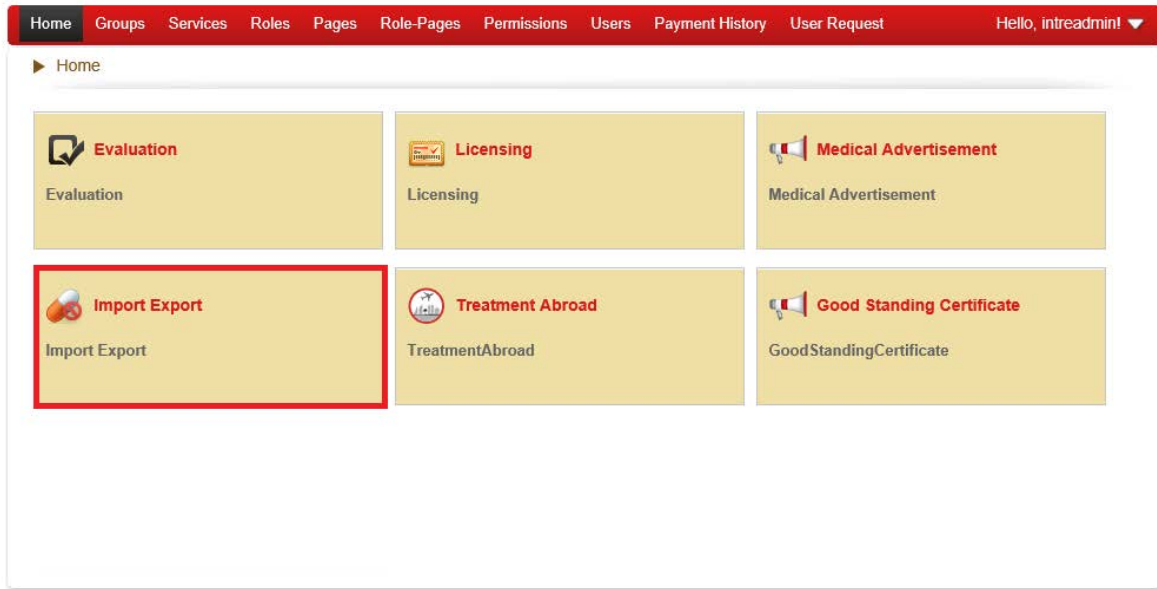 Home Groups Services Roles Pages Role-Pages Permissions Users Payment History User Request Hello, intreadmin!
Home
Evaluation
Evaluation
Licensing
Licensing
Medical Advertisement
Medical Advertisement
Import Export
Import Export
Treatment Abroad
TreatmentAbroad
Good Standing Certificate
GoodStandingCertificate